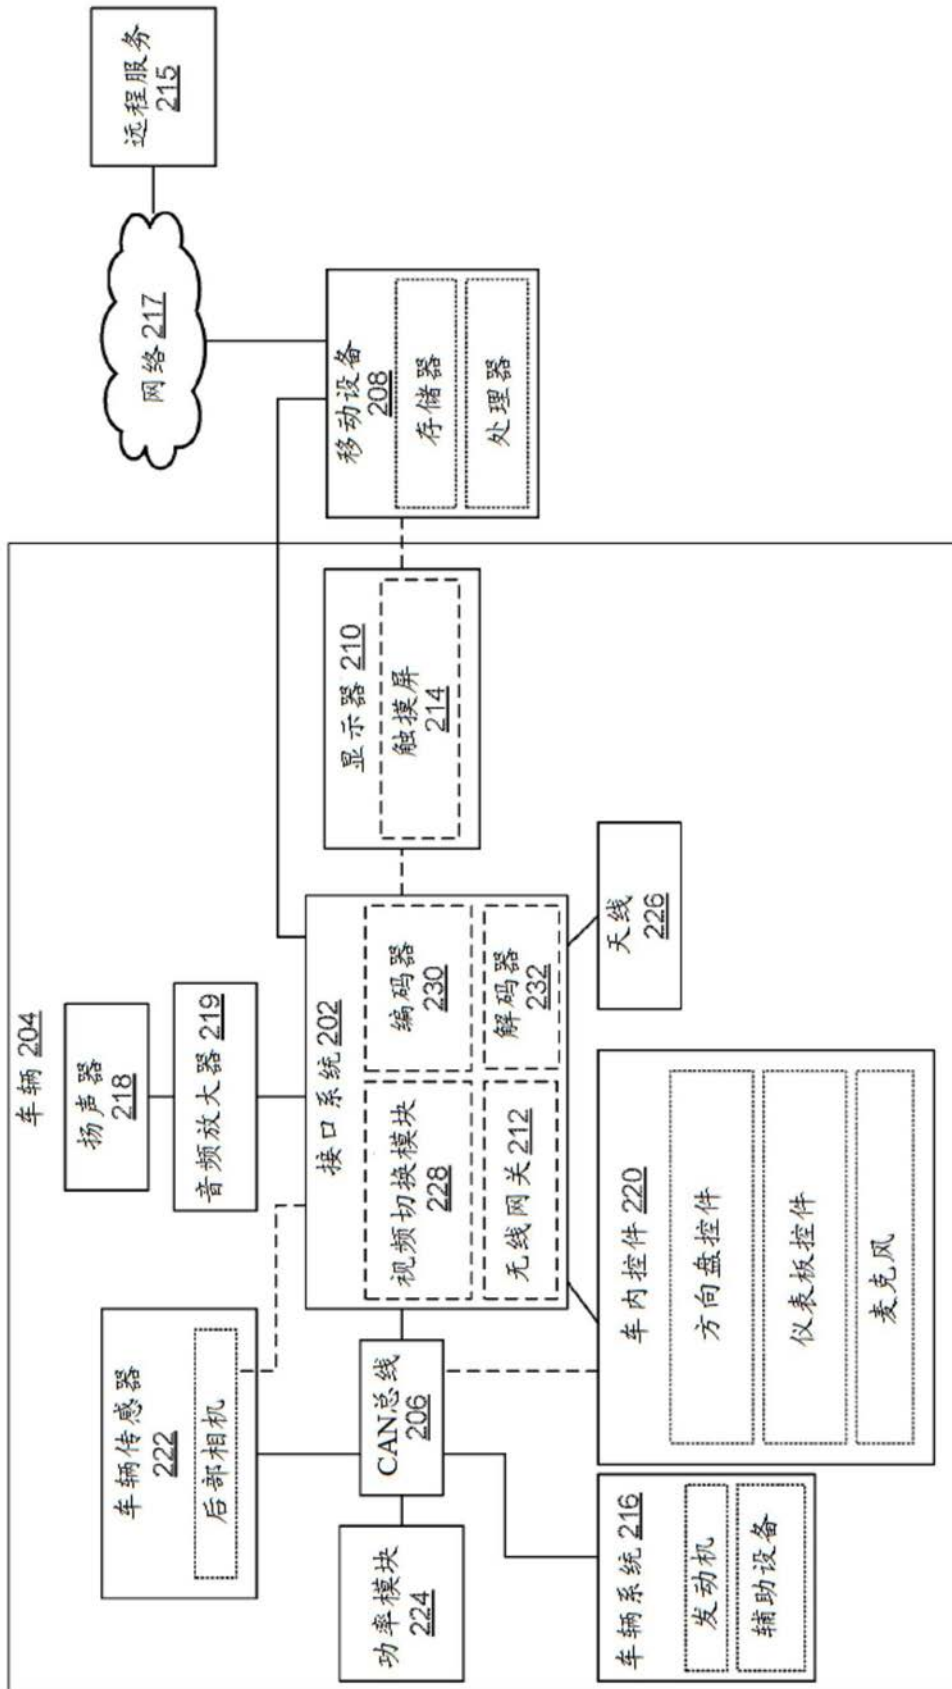 车辆 204
扬声器
218
音频放大器 219
车辆传感器
222
后部相机
功率模块
224
CAN总线
206
接口系统 202
视频切换模块
228
编码器
230
无线网关 212
解码器
232
显示器 210
触摸屏
214
移动设备
208
存储器
处理器
网络 217
远程服务
215
天线
226
车内控件 220
方向盘控件
仪表板控件
麦克风
车辆系统 216
发动机
辅助设备